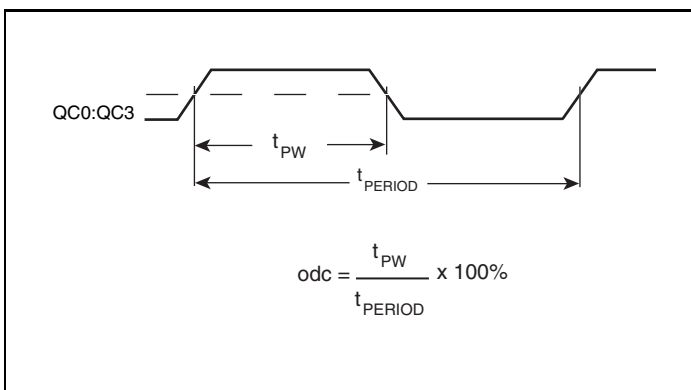 QC0:QC3
tPW
tPERIOD
odc = tPW / tPERIOD x 100%